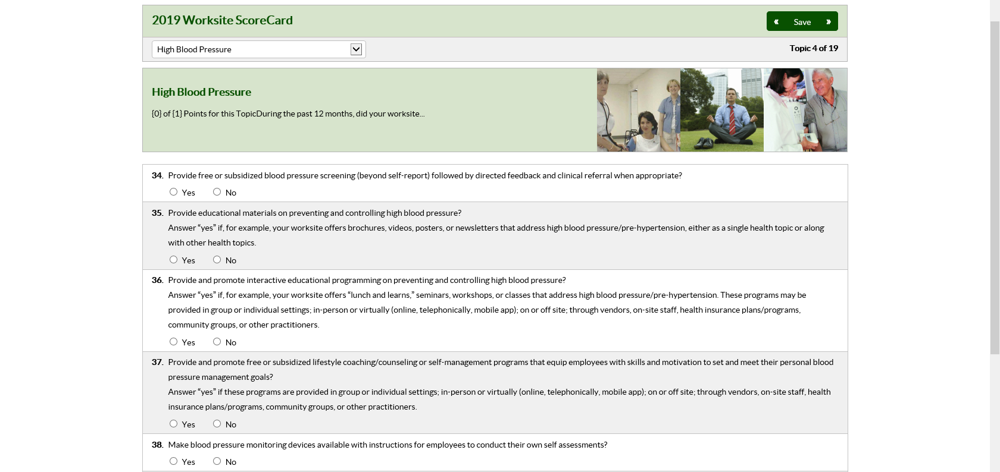 2019 Worksite ScoreCard
« Save »
High Blood Pressure
Topic 4 of 19
High Blood Pressure
{0} of {1} Points for this TopicDuring the past 12 months, did your worksite...
34. Provide free or subsidized blood pressure screening (beyond self-report) followed by directed feedback and clinical referral when appropriate?
Yes No
35. Provide educational materials on preventing and controlling high blood pressure?
Answer “yes” if, for example, your worksite offers brochures, videos, posters, or newsletters that address high blood pressure/pre-hypertension, either as a single health topic or along
with other health topics.
Yes No
36. Provide and promote interactive educational programming on preventing and controlling high blood pressure?
Answer “yes” if, for example, your worksite offers “lunch and learns,” seminars, workshops, or classes that address high blood pressure/pre-hypertension. These programs may be
provided in group or individual settings; in-person or virtually (online, telephonically, mobile app); on or off site; through vendors, on-site staff, health insurance plans/programs,
community groups, or other practitioners.
Yes No
37. Provide and promote free or subsidized lifestyle coaching/counseling or self-management programs that equip employees with skills and motivation to set and meet their personal blood
pressure management goals?
Answer “yes” if these programs are provided in group or individual settings; in-person or virtually (online, telephonically, mobile app); on or off site; through vendors, on-site staff, health
insurance plans/programs, community groups, or other practitioners.
Yes No
38. Make blood pressure monitoring devices available with instructions for employees to conduct their own self assessments?
Yes No